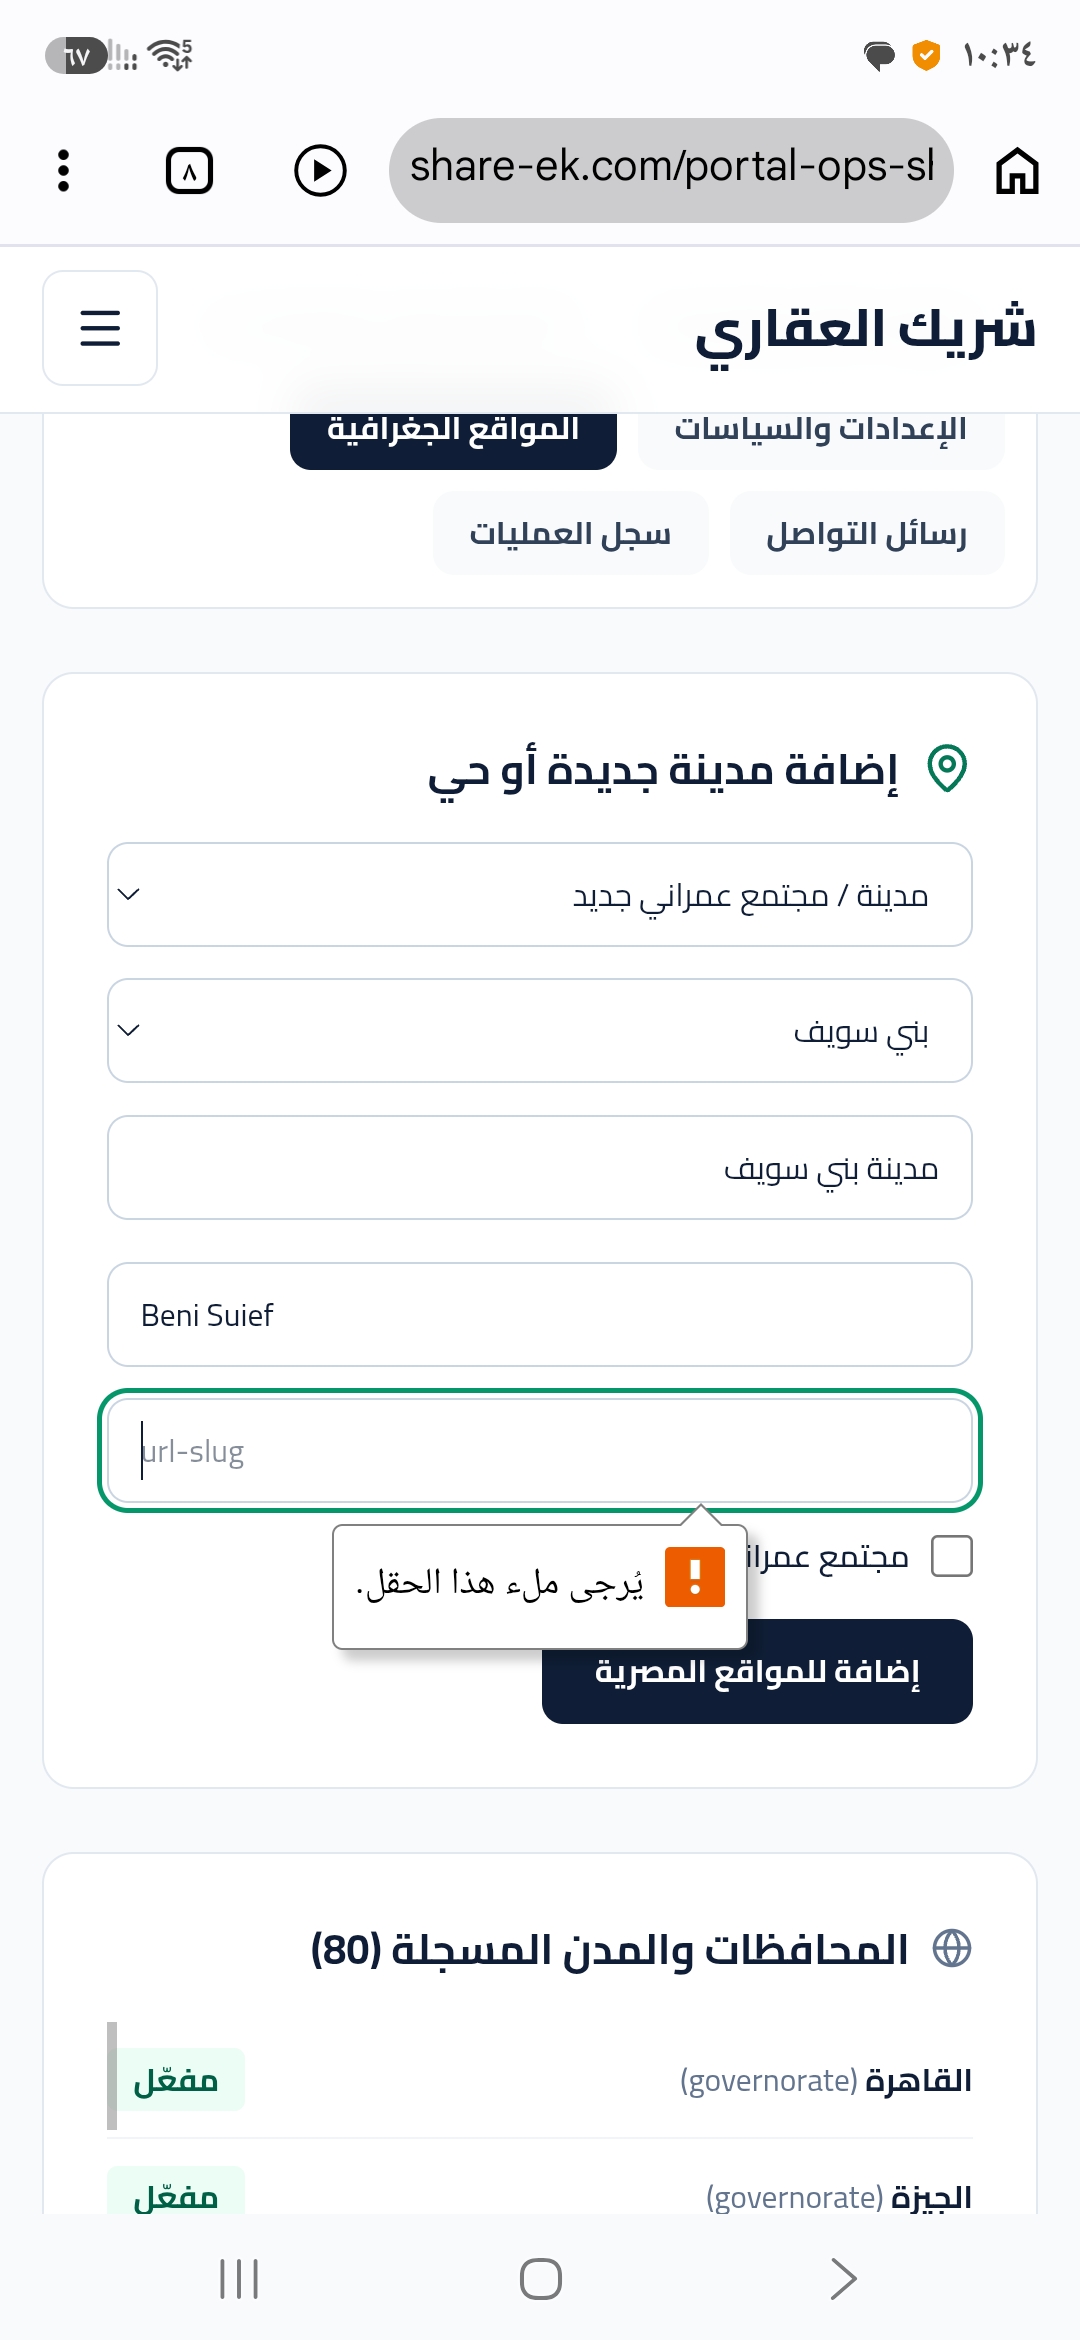 ١٠:٣٤
٦٧
5
share-ek.com/portal-ops-sl
٨
شريك العقاري
الإعدادات والسياسات
المواقع الجغرافية
رسائل التواصل
سجل العمليات
إضافة مدينة جديدة أو حي
مدينة / مجتمع عمراني جديد
بني سويف
مدينة بني سويف
Beni Suief
url-slug
مجتمع
يُرجى ملء هذا الحقل.
إضافة للمواقع المصرية
المحافظات والمدن المسجلة (80)
القاهرة (governorate)
مفعّل
الجيزة (governorate)
مفعّل